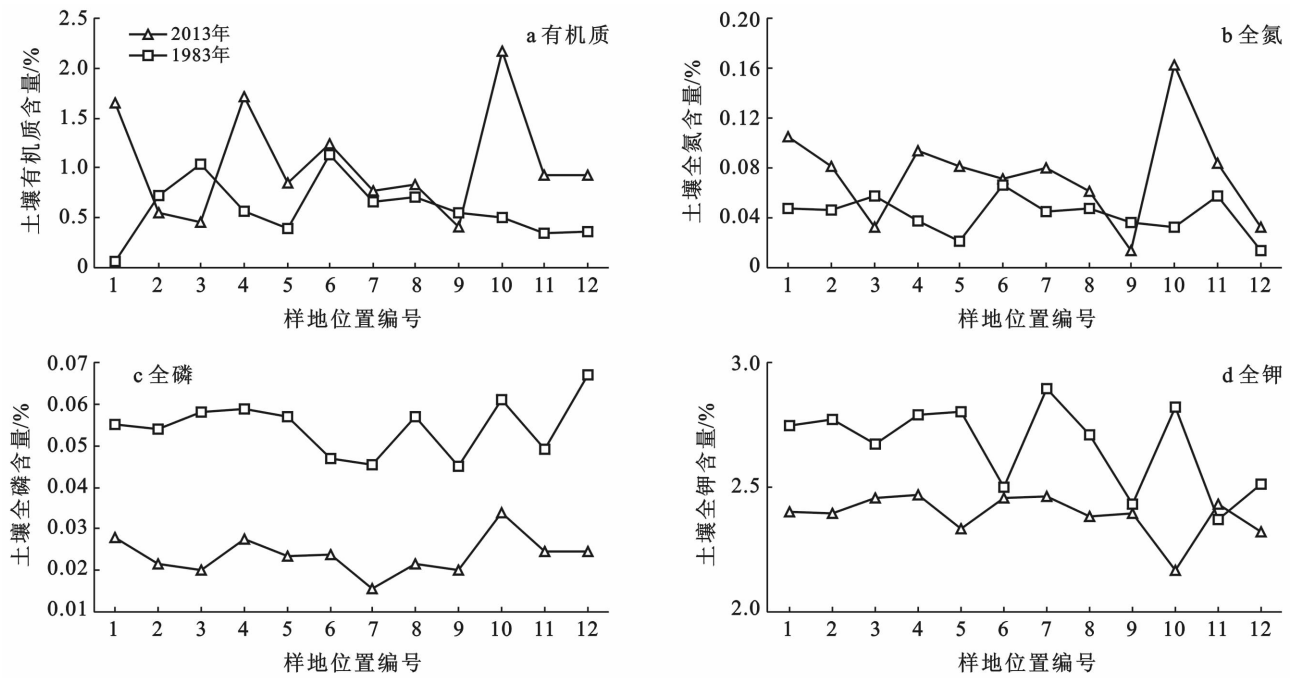 a 有机质
2013年
1983年
土壤有机质含量/%
2.5
2.0
1.5
1.0
0.5
0
1 2 3 4 5 6 7 8 9 10 11 12
样地位置编号
b 全氮
土壤全氮含量/%
0.20
0.16
0.12
0.08
0.04
0
1 2 3 4 5 6 7 8 9 10 11 12
样地位置编号
c 全磷
土壤全磷含量/%
0.07
0.06
0.05
0.04
0.03
0.02
0.01
1 2 3 4 5 6 7 8 9 10 11 12
样地位置编号
d 全钾
土壤全钾含量/%
3.0
2.5
2.0
1 2 3 4 5 6 7 8 9 10 11 12
样地位置编号